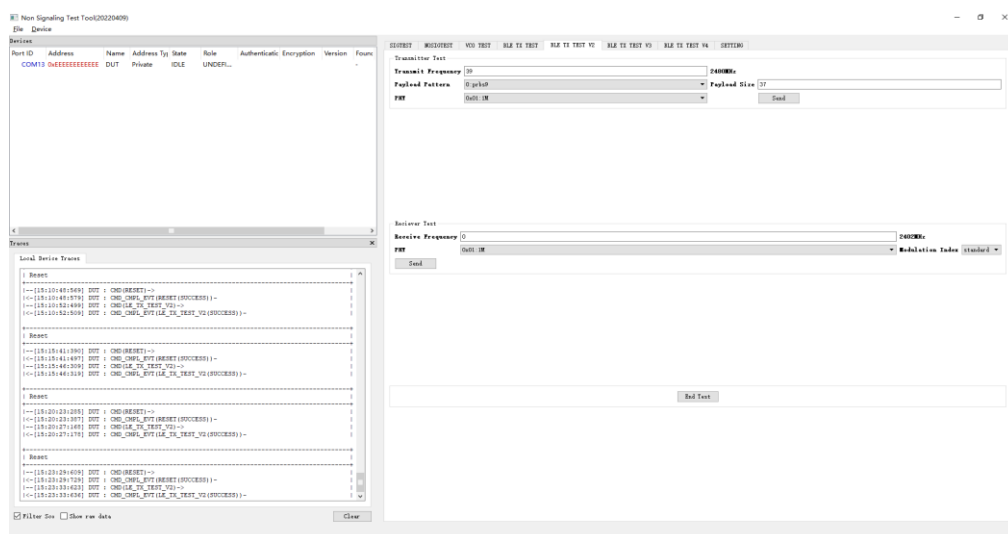 Non Signaling Test Tool(20220409)
File Device
Devices
Port ID Address Name Address Typ State Role Authenticatic Encryption Version Func
COM13 0xEEEEEEEEEEEE DUT Private IDLE UNDEFI... -
Traces
Local Device Traces
| Reset |
|--[15:10:48:569] DUT : CMD(RESET)->
|<-[15:10:48:579] DUT : CMD_CMPL_EVT(RESET(SUCCESS))-
|--[15:10:52:499] DUT : CMD(LE_TX_TEST_V2)->
|<-[15:10:52:509] DUT : CMD_CMPL_EVT(LE_TX_TEST_V2(SUCCESS))-
| Reset |
|--[15:15:41:390] DUT : CMD(RESET)->
|<-[15:15:41:497] DUT : CMD_CMPL_EVT(RESET(SUCCESS))-
|--[15:15:46:309] DUT : CMD(LE_TX_TEST_V2)->
|<-[15:15:46:318] DUT : CMD_CMPL_EVT(LE_TX_TEST_V2(SUCCESS))-
| Reset |
|--[15:20:23:285] DUT : CMD(RESET)->
|<-[15:20:23:387] DUT : CMD_CMPL_EVT(RESET(SUCCESS))-
|--[15:20:27:168] DUT : CMD(LE_TX_TEST_V2)->
|<-[15:20:27:178] DUT : CMD_CMPL_EVT(LE_TX_TEST_V2(SUCCESS))-
| Reset |
|--[15:23:29:609] DUT : CMD(RESET)->
|<-[15:23:29:729] DUT : CMD_CMPL_EVT(RESET(SUCCESS))-
|--[15:23:33:623] DUT : CMD(LE_TX_TEST_V2)->
|<-[15:23:33:636] DUT : CMD_CMPL_EVT(LE_TX_TEST_V2(SUCCESS))-
Filter Sco Show raw data Clear
SIGTEST NOSIGTEST VCO TEST BLE TX TEST BLE TX TEST V2 BLE TX TEST V3 BLE TX TEST V4 SETTING
Transmitter Test
Transmit Frequency 39 2480MHz
Payload Pattern 0:prbs9 Payload Size 37
PHY 0x01 1M Send
Reciever Test
Receive Frequency 0 2402MHz
PHY 0x01 1M Modulation Index standard
Send
End Test